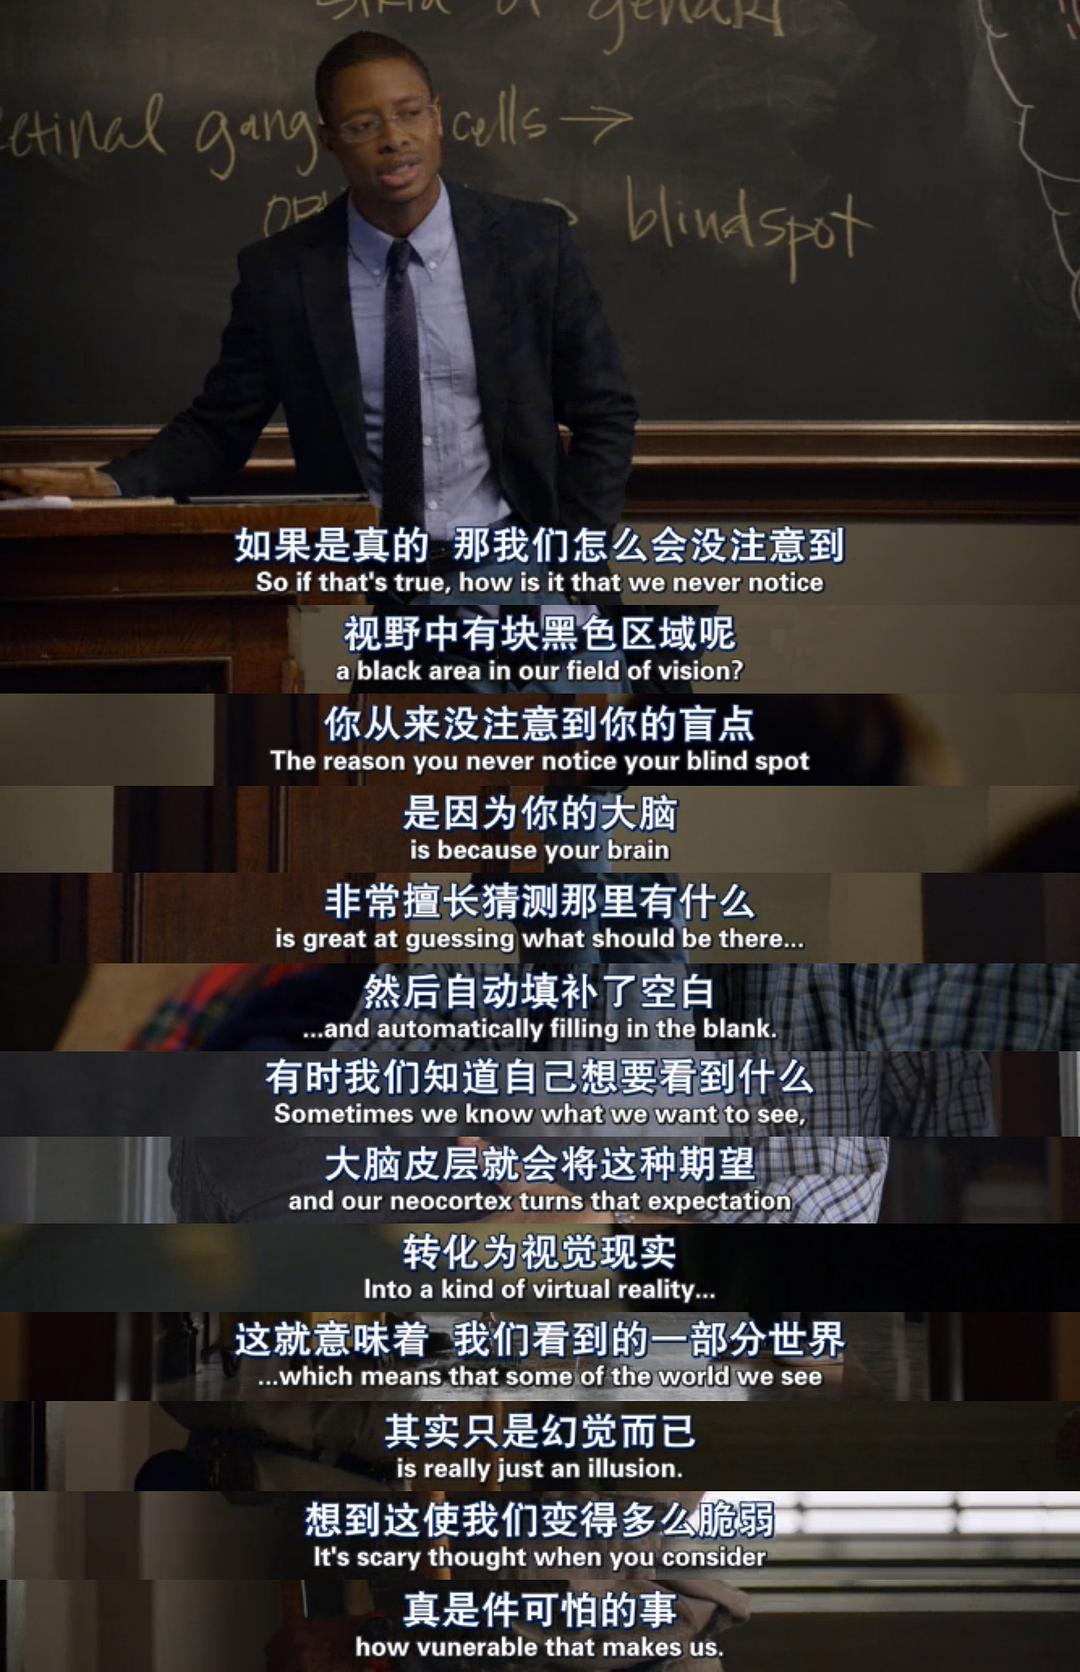 retinal gang cells →
blindspot
如果是真的 那我们怎么会没注意到
So if that's true, how is it that we never notice
视野中有块黑色区域呢
a black area in our field of vision?
你从来没注意到你的盲点
The reason you never notice your blind spot
是因为你的大脑
is because your brain
非常擅长猜测那里有什么
is great at guessing what should be there...
然后自动填补了空白
...and automatically filling in the blank.
有时我们知道自己想要看到什么
Sometimes we know what we want to see,
大脑皮层就会将这种期望
and our neocortex turns that expectation
转化为视觉现实
Into a kind of virtual reality...
这就意味着 我们看到的一部分世界
...which means that some of the world we see
其实只是幻觉而已
is really just an illusion.
想到这使我们变得多么脆弱
It's scary thought when you consider
真是件可怕的事
how vunerable that makes us.